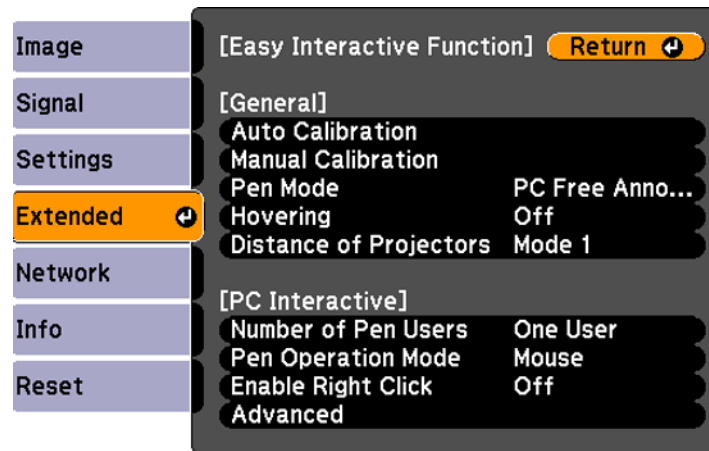 Image
Signal
Settings
Extended
Network
Info
Reset
[Easy Interactive Function] Return
[General]
Auto Calibration
Manual Calibration
Pen Mode PC Free Anno...
Hovering Off
Distance of Projectors Mode 1
[PC Interactive]
Number of Pen Users One User
Pen Operation Mode Mouse
Enable Right Click Off
Advanced